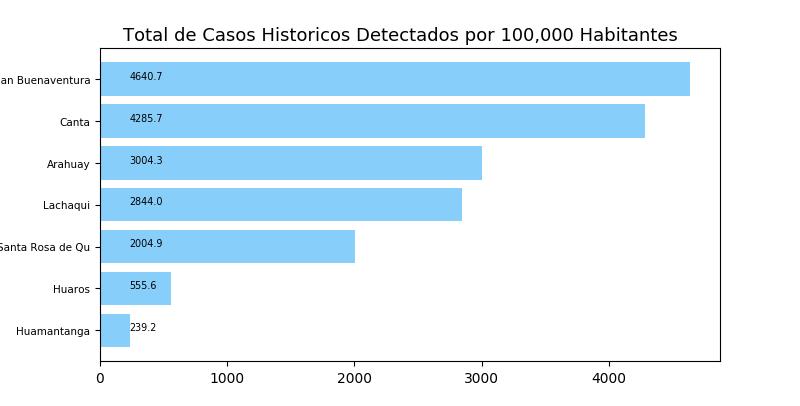 Total de Casos Historicos Detectados por 100,000 Habitantes
an Buenaventura 4640.7
Canta 4285.7
Arahuay 3004.3
Lachaqui 2844.0
Santa Rosa de Qu 2004.9
Huaros 555.6
Huamantanga 239.2
0 1000 2000 3000 4000